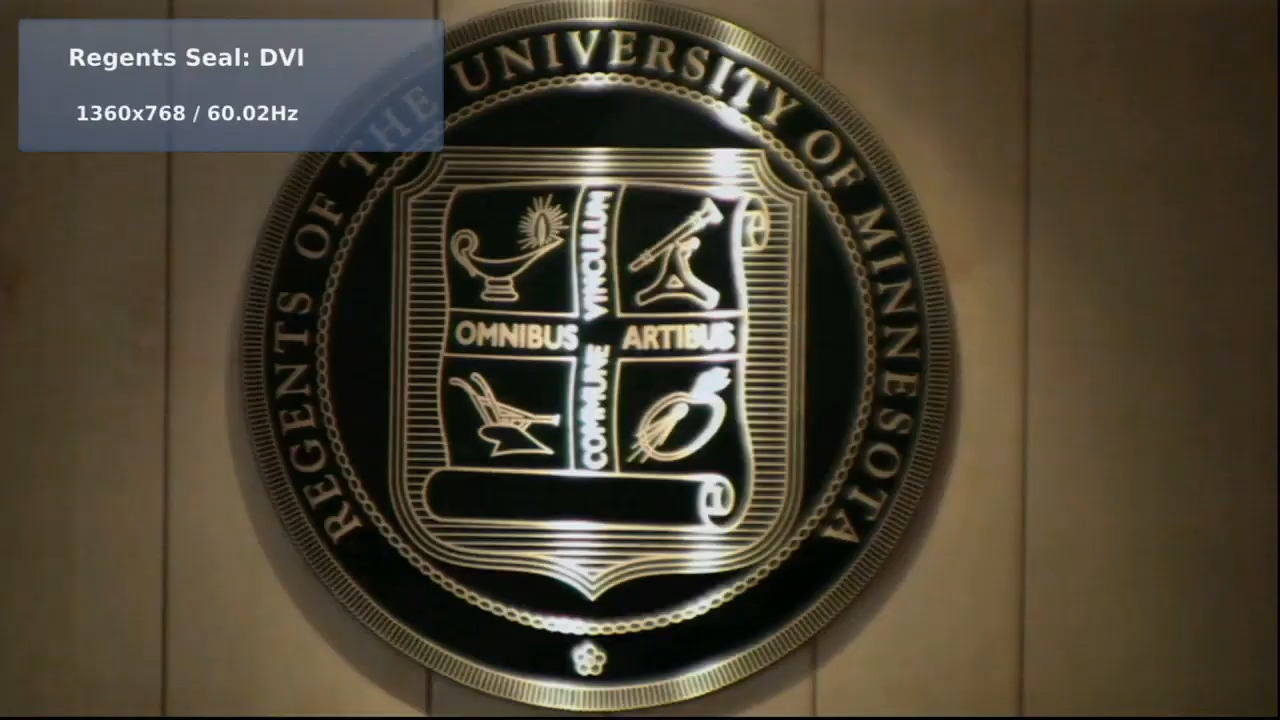 Regents Seal: DVI
1360x768 / 60.02Hz
REGENTS OF THE UNIVERSITY OF MINNESOTA
VINCULUM
OMNIBUS ARTIBUS
COMMUNE